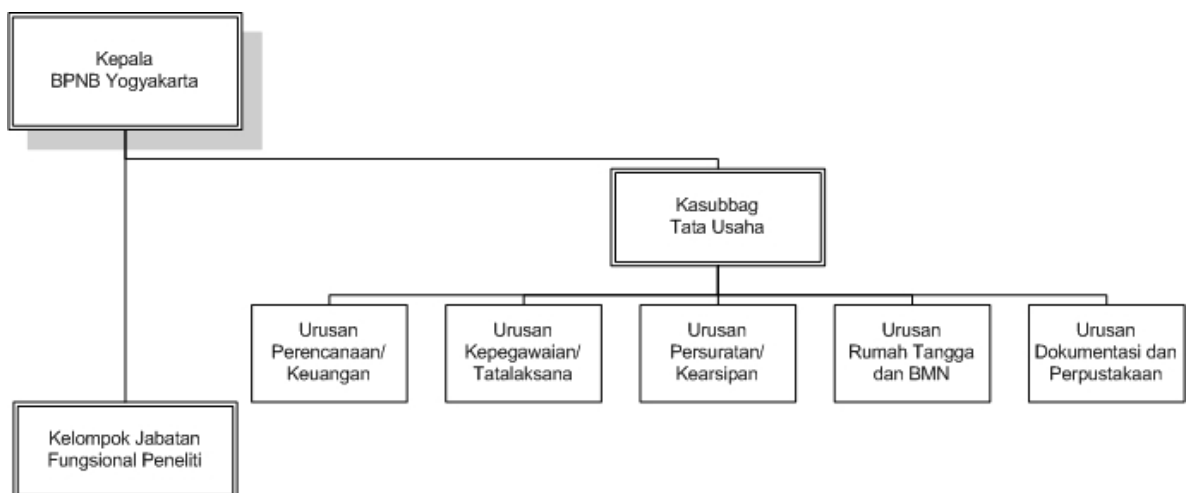 Kepala
BPNB Yogyakarta
Kasubbag
Tata Usaha
Urusan
Perencanaan/
Keuangan
Urusan
Kepegawaian/
Tatalaksana
Urusan
Persuratan/
Kearsipan
Urusan
Rumah Tangga
dan BMN
Urusan
Dokumentasi dan
Perpustakaan
Kelompok Jabatan
Fungsional Peneliti